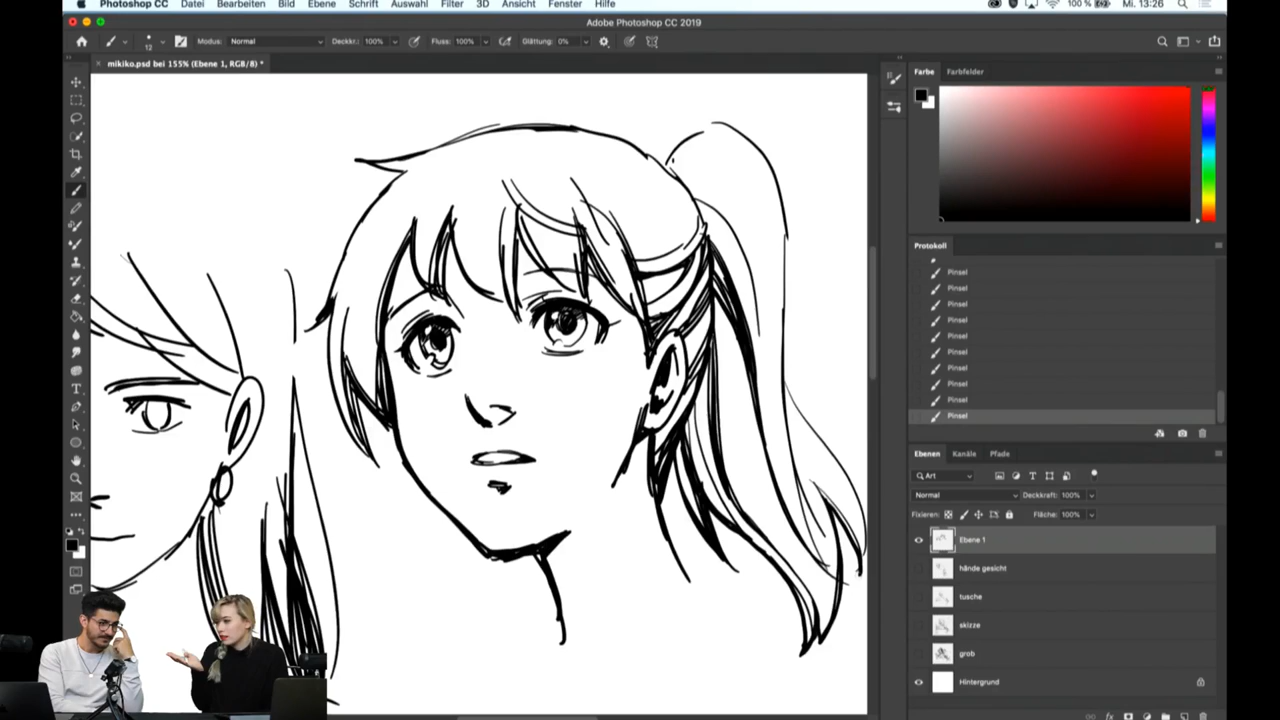 Photoshop CC Datei Bearbeiten Bild Ebene Schrift Auswahl Filter 3D Ansicht Fenster Hilfe 100 % Mi. 13:26
Adobe Photoshop CC 2019
12 Modus: Normal Deckkr.: 100% Fluss: 100% Glättung: 0%
mikiko.psd bei 155% (Ebene 1, RGB/8) *
Farbe Farbfelder
Protokoll
Pinsel
Pinsel
Pinsel
Pinsel
Pinsel
Pinsel
Pinsel
Pinsel
Pinsel
Pinsel
Ebenen Kanäle Pfade
Art
Normal Deckkraft: 100%
Fixieren: Fläche: 100%
Ebene 1
hände gesicht
tusche
skizze
grob
Hintergrund
fx